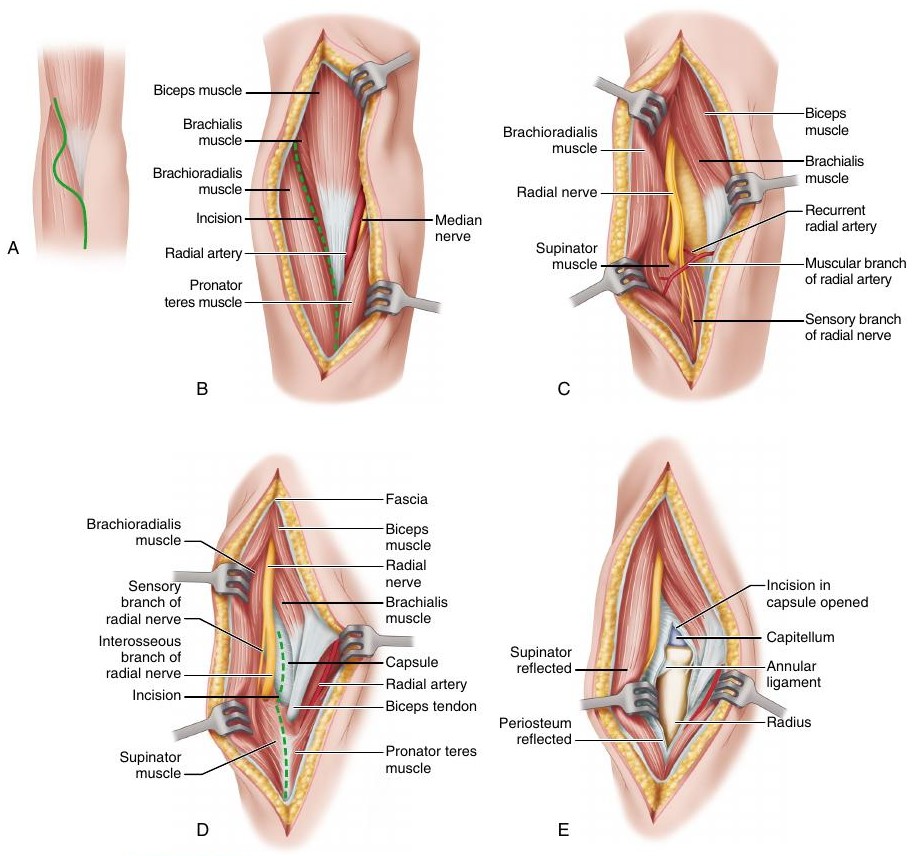 A
Biceps muscle
Brachialis
muscle
Brachioradialis
muscle
Incision
Radial artery
Pronator
teres muscle
Median
nerve
B
Brachioradialis
muscle
Radial nerve
Supinator
muscle
Biceps
muscle
Brachialis
muscle
Recurrent
radial artery
Muscular branch
of radial artery
Sensory branch
of radial nerve
C
Brachioradialis
muscle
Sensory
branch of
radial nerve
Interosseous
branch of
radial nerve
Incision
Supinator
muscle
Fascia
Biceps
muscle
Radial
nerve
Brachialis
muscle
Capsule
Radial artery
Biceps tendon
Pronator teres
muscle
D
Supinator
reflected
Periosteum
reflected
Incision in
capsule opened
Capitellum
Annular
ligament
Radius
E